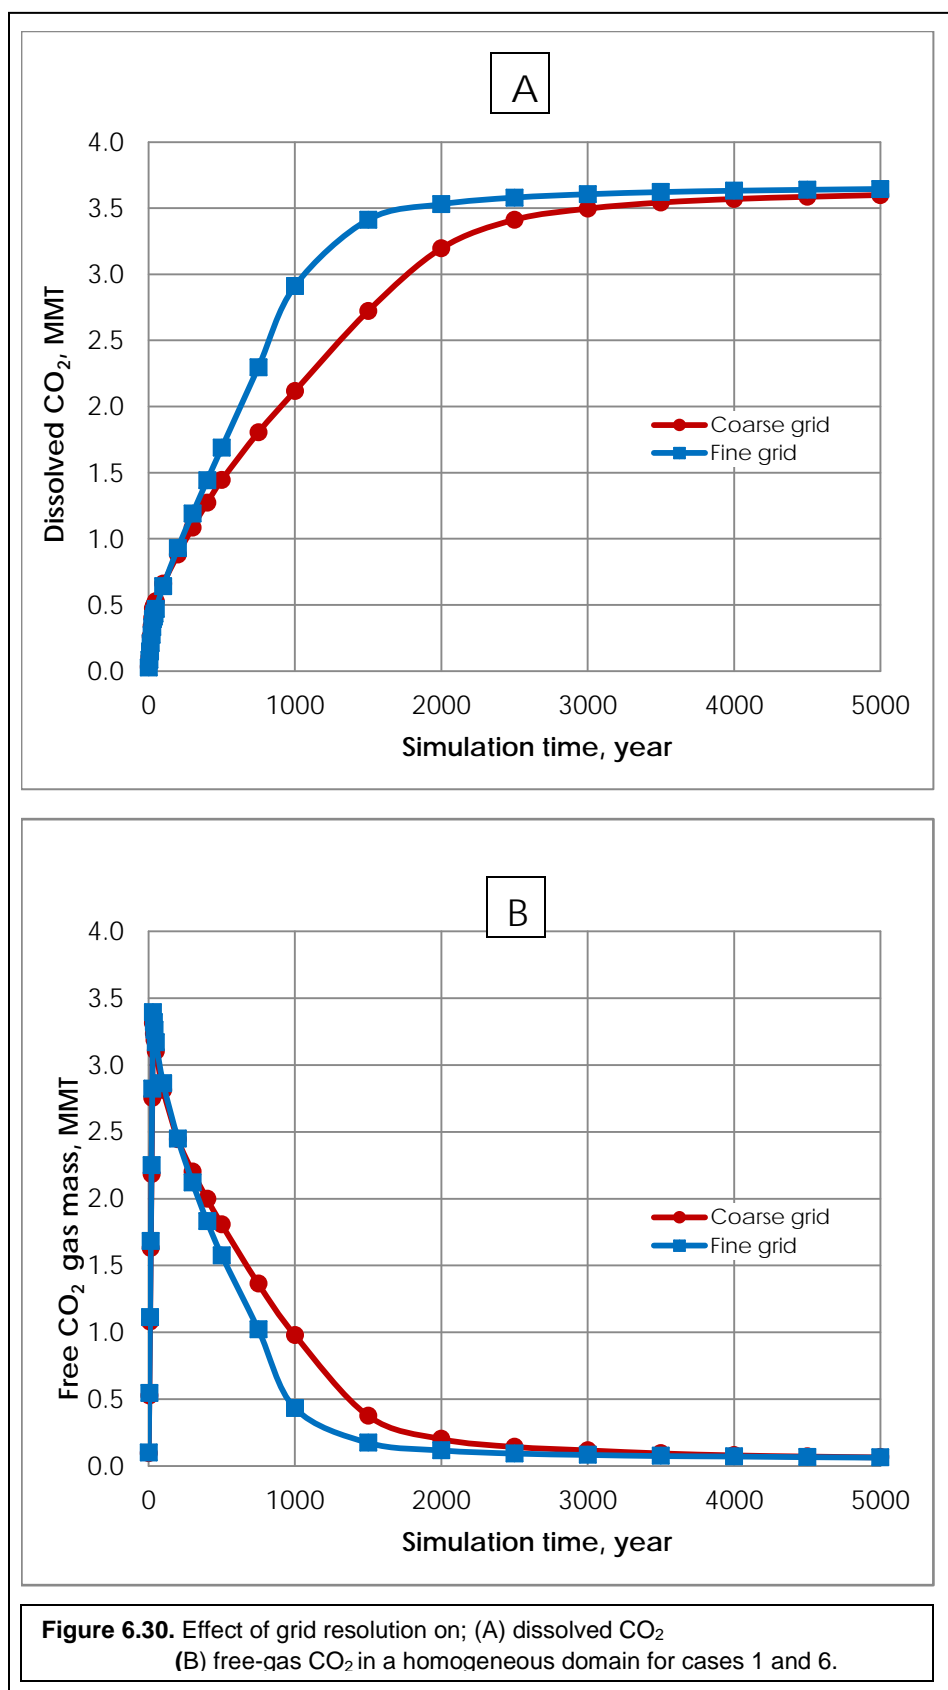 A
4.0
3.5
3.0
2.5
2.0
1.5
1.0
0.5
0.0
Dissolved CO₂, MMT
Coarse grid
Fine grid
0 1000 2000 3000 4000 5000
Simulation time, year
B
4.0
3.5
3.0
2.5
2.0
1.5
1.0
0.5
0.0
Free CO₂ gas mass, MMT
Coarse grid
Fine grid
0 1000 2000 3000 4000 5000
Simulation time, year
Figure 6.30. Effect of grid resolution on; (A) dissolved CO₂
(B) free-gas CO₂ in a homogeneous domain for cases 1 and 6.